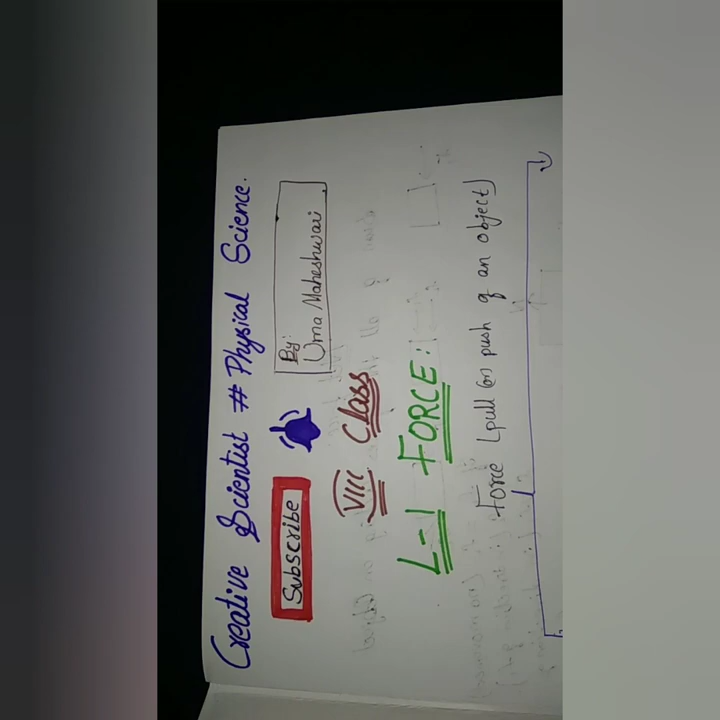 Creative Scientist # Physical Science.
Subscribe
By:
Uma Maheshwari
VIII Class
L-1 FORCE:
Force (pull (or) push of an object)